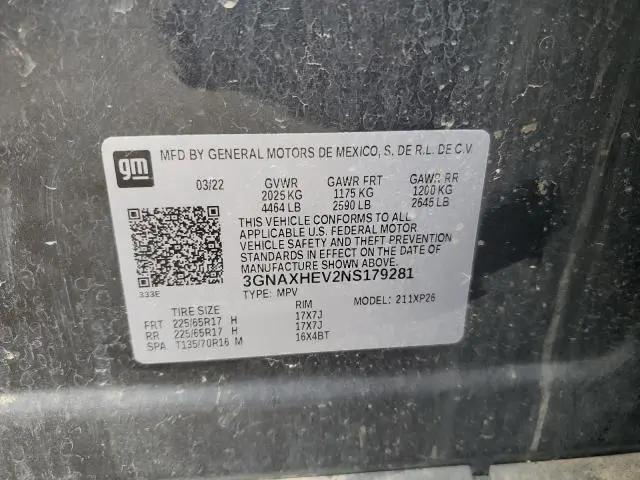 gm
MFD BY GENERAL MOTORS DE MEXICO, S. DE R.L. DE C.V.
03/22 GVWR GAWR FRT GAWR RR
2025 KG 1175 KG 1200 KG
4464 LB 2590 LB 2645 LB
THIS VEHICLE CONFORMS TO ALL
APPLICABLE U.S. FEDERAL MOTOR
VEHICLE SAFETY AND THEFT PREVENTION
STANDARDS IN EFFECT ON THE DATE OF
MANUFACTURE SHOWN ABOVE.
3GNAXHEV2NS179281
333E TYPE: MPV MODEL: 211XP26
TIRE SIZE RIM
FRT 225/65R17 H 17X7J
RR 225/65R17 H 17X7J
SPA T135/70R16 M 16X4BT